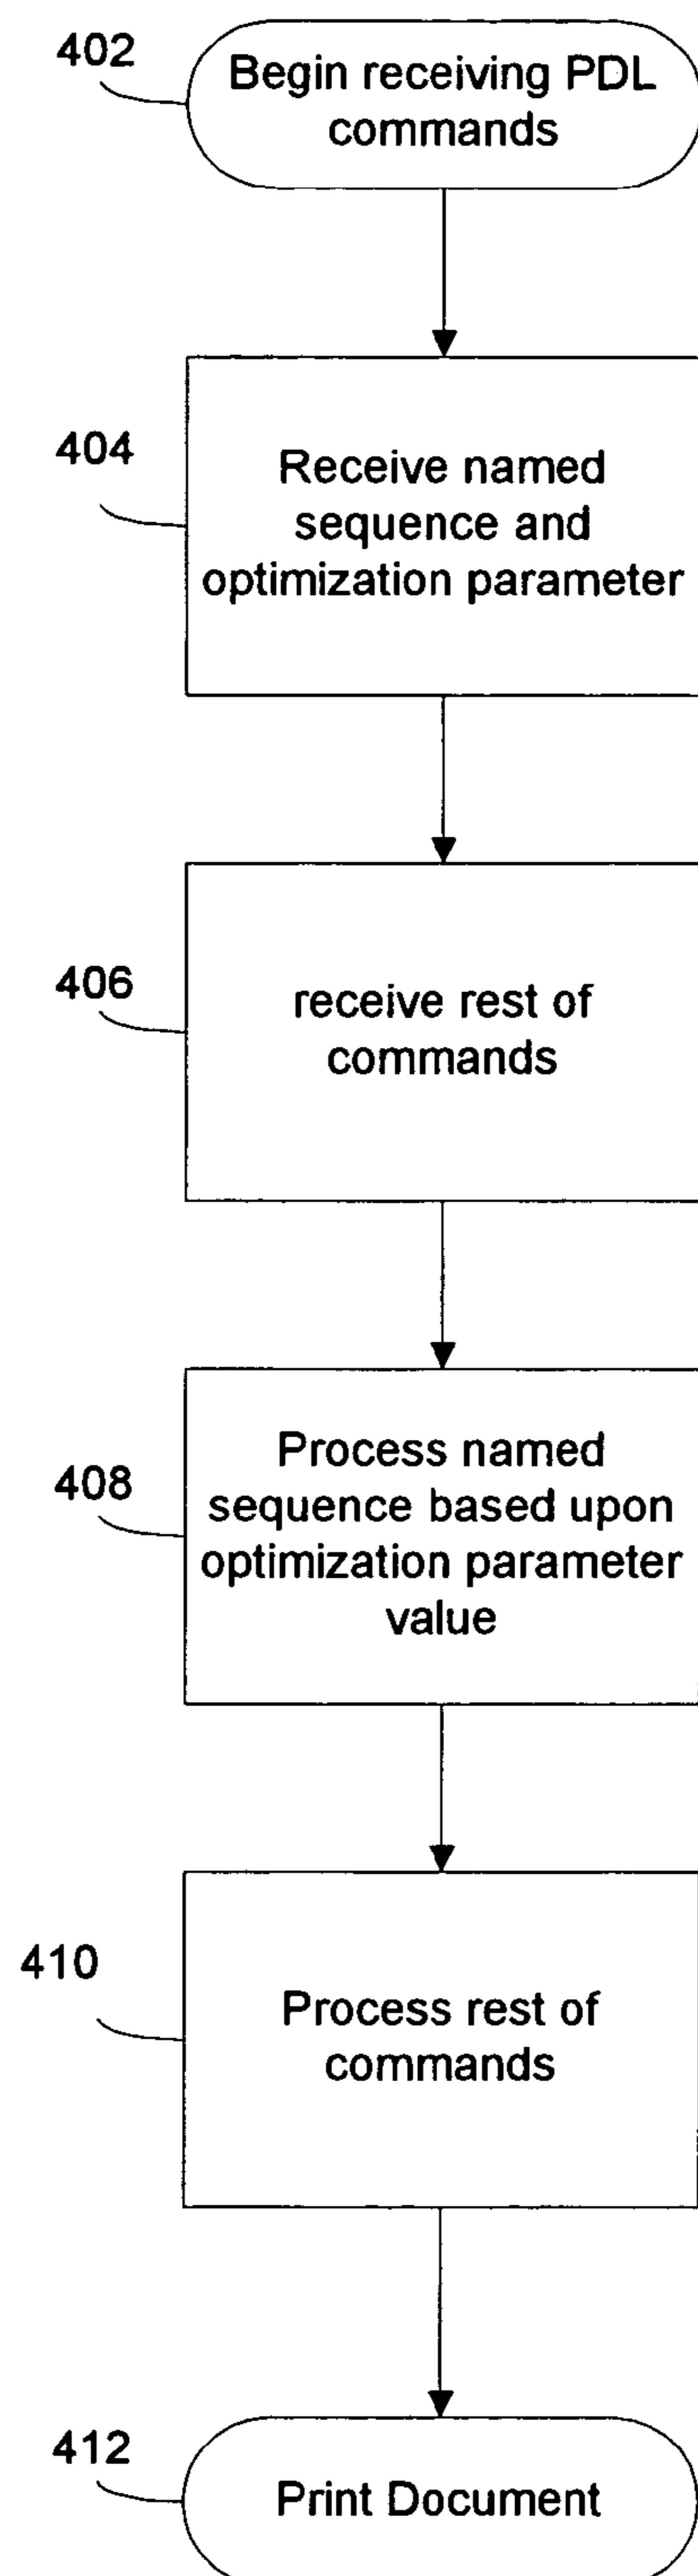 402
Begin receiving PDL
commands
404
Receive named
sequence and
optimization parameter
406
receive rest of
commands
408
Process named
sequence based upon
optimization parameter
value
410
Process rest of
commands
412
Print Document